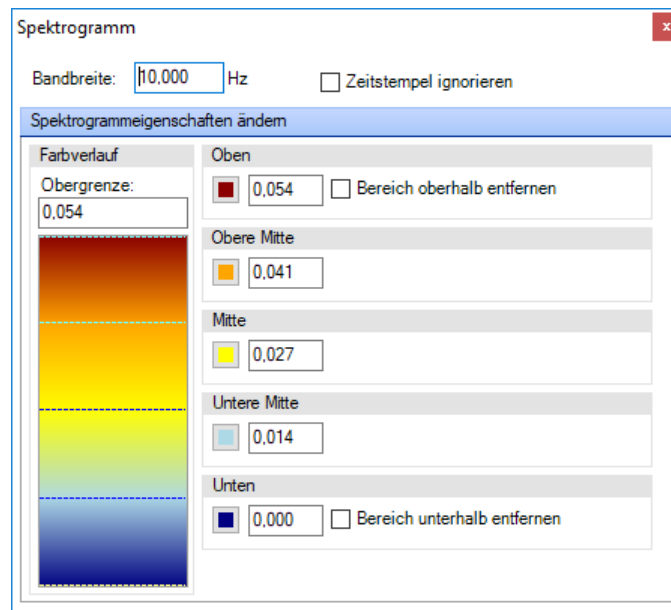 Spektrogramm
x
Bandbreite: 10,000 Hz Zeitstempel ignorieren
Spektrogrammeigenschaften ändern
Farbverlauf
Obergrenze:
0,054
Oben
0,054 Bereich oberhalb entfernen
Obere Mitte
0,041
Mitte
0,027
Untere Mitte
0,014
Unten
0,000 Bereich unterhalb entfernen